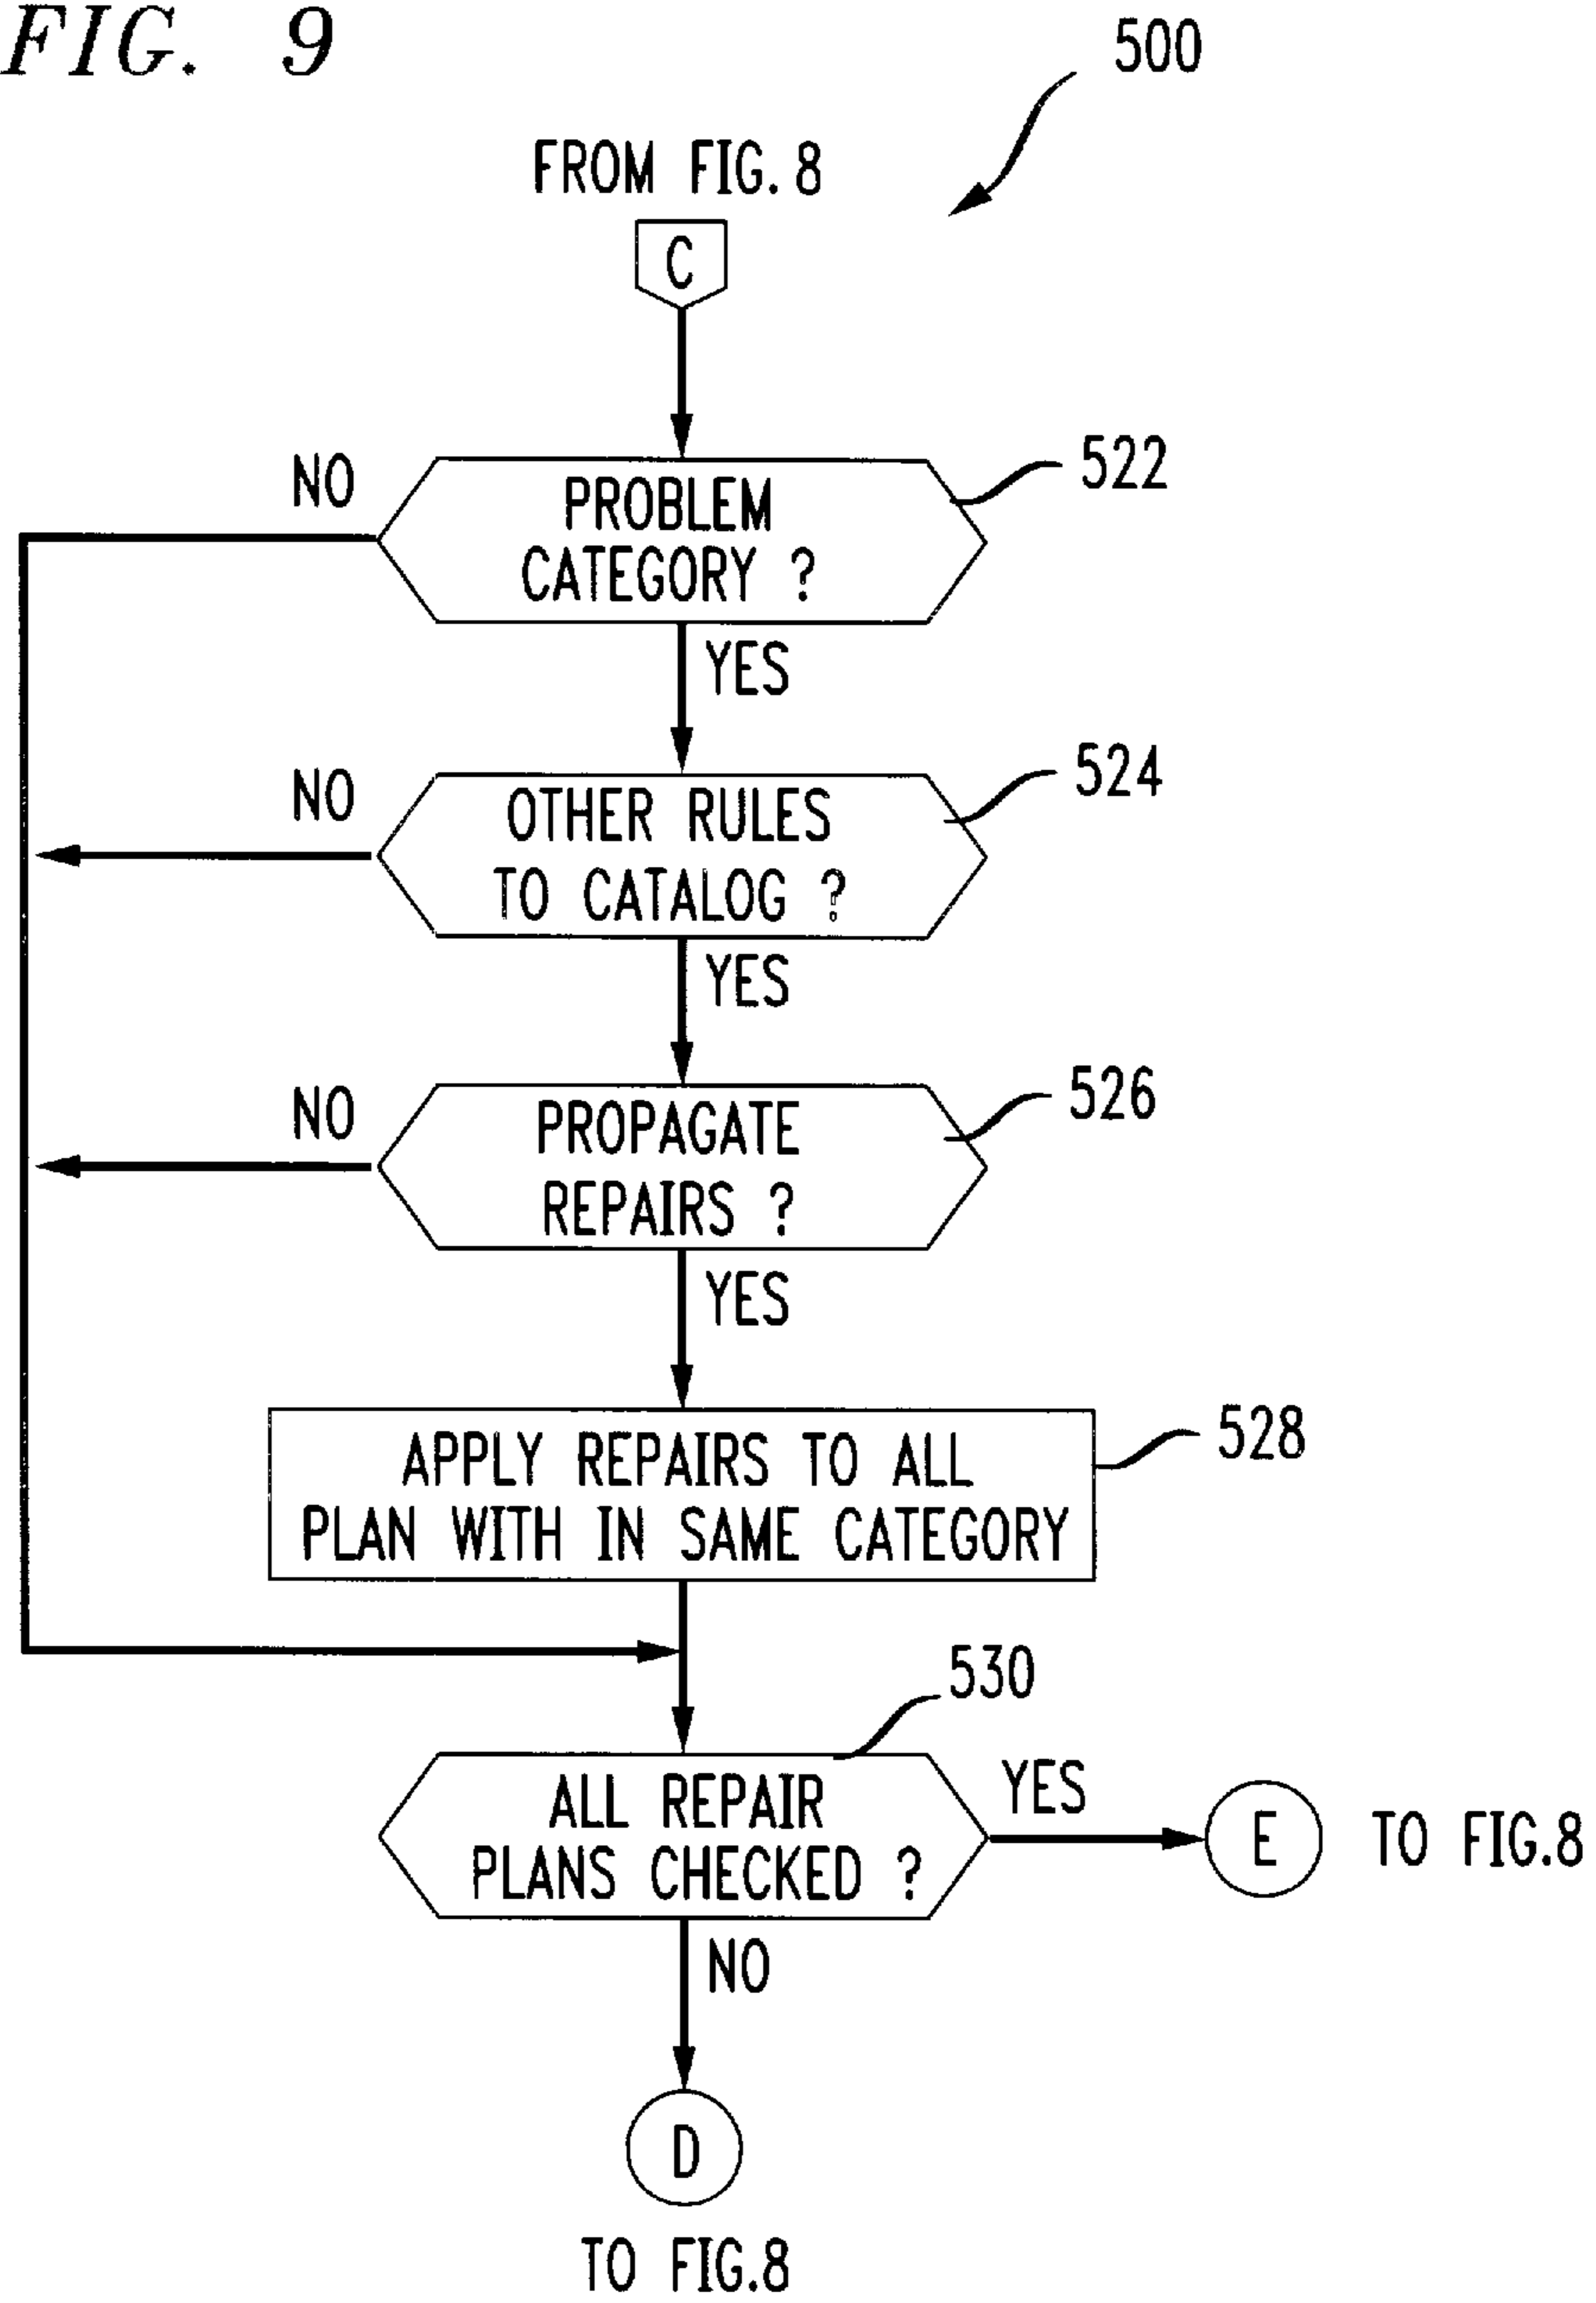 FIG. 9
500
FROM FIG. 8
C
522
NO
PROBLEM
CATEGORY ?
YES
524
NO
OTHER RULES
TO CATALOG ?
YES
526
NO
PROPAGATE
REPAIRS ?
YES
528
APPLY REPAIRS TO ALL
PLAN WITH IN SAME CATEGORY
530
ALL REPAIR
PLANS CHECKED ?
YES
E
TO FIG.8
NO
D
TO FIG.8